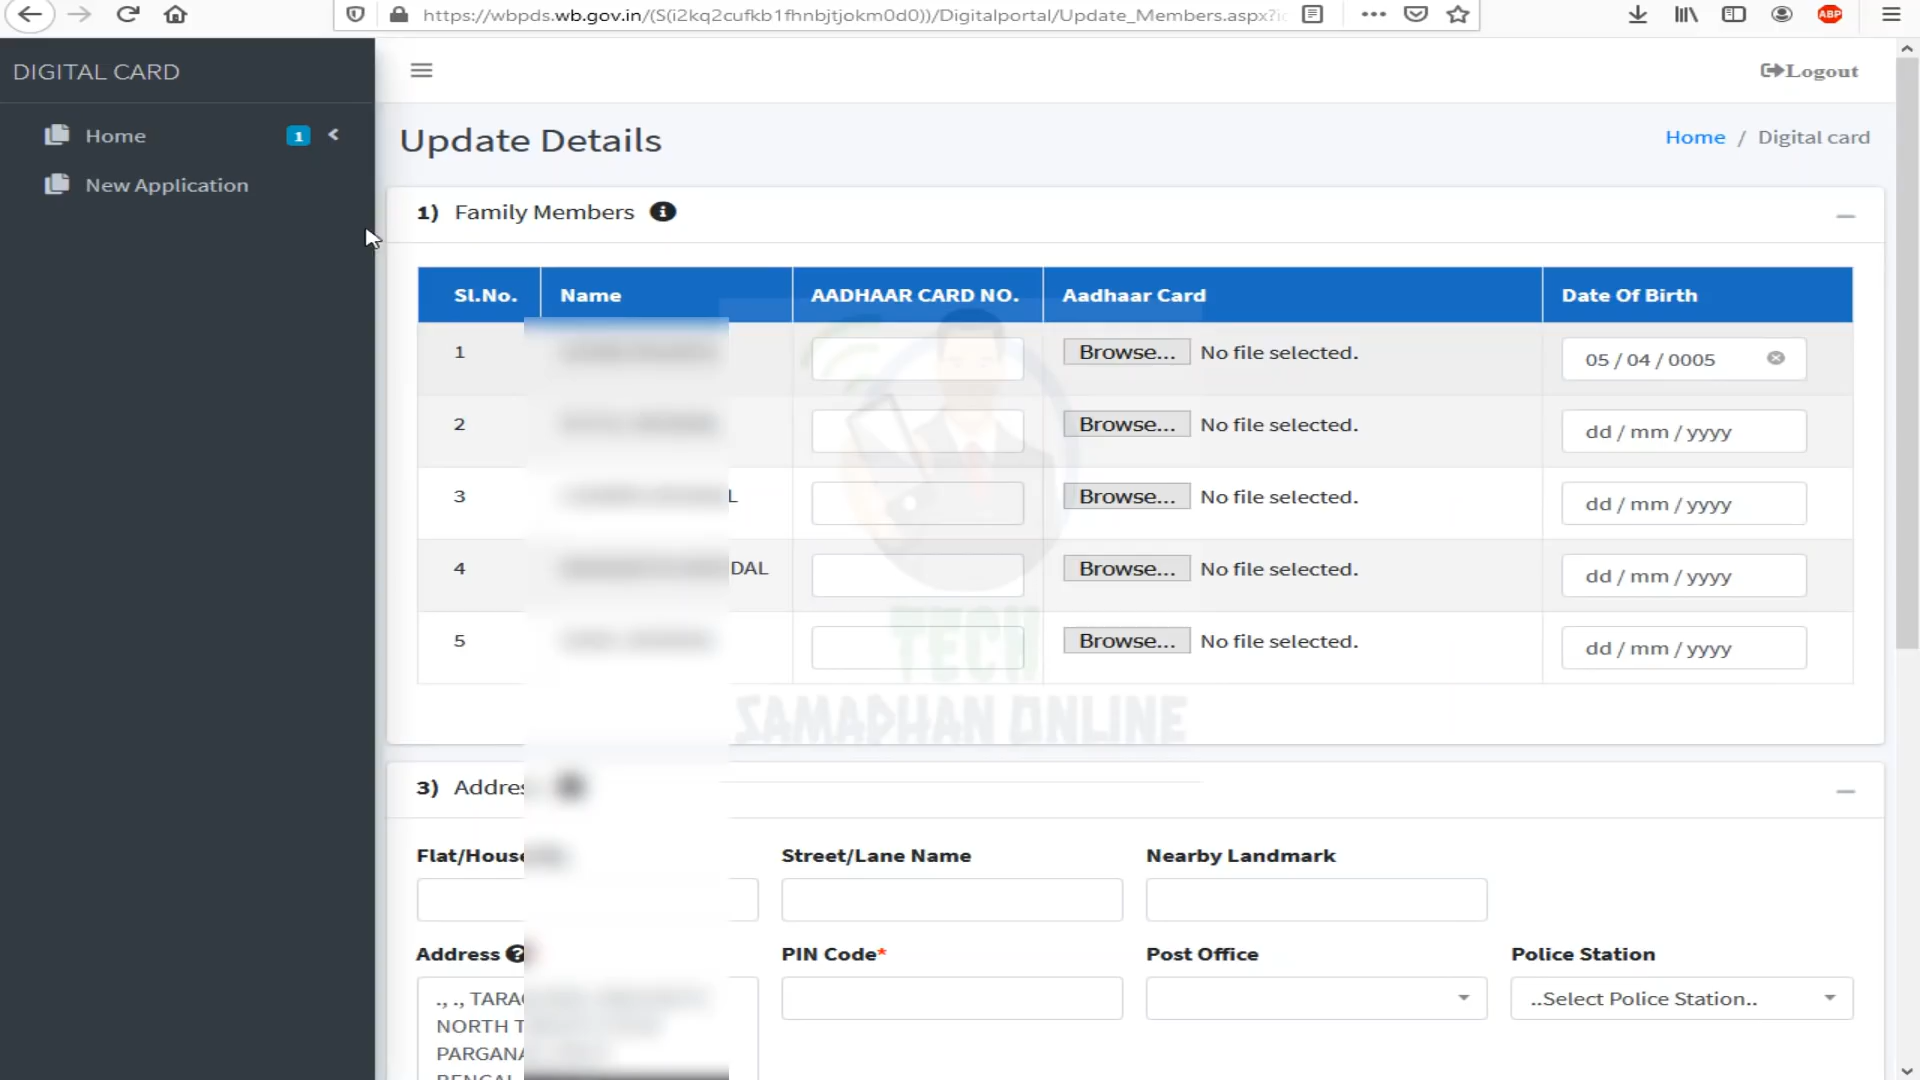 https://wbpds.wb.gov.in/(S(i2kq2cufkb1fhnbjtjokm0d0))/Digitalportal/Update_Members.aspx?i
ABP
DIGITAL CARD
Logout
Home 1
New Application
Update Details
Home / Digital card
1) Family Members
Sl.No. Name AADHAAR CARD NO. Aadhaar Card Date Of Birth
1 Browse... No file selected. 05 / 04 / 0005
2 Browse... No file selected. dd / mm / yyyy
3 L Browse... No file selected. dd / mm / yyyy
4 DAL Browse... No file selected. dd / mm / yyyy
5 Browse... No file selected. dd / mm / yyyy
TECH
SAMADHAN ONLINE
3) Addres
Flat/House Street/Lane Name Nearby Landmark
Address PIN Code* Post Office Police Station
., ., TARA ..Select Police Station..
NORTH T
PARGANA
BENGAL